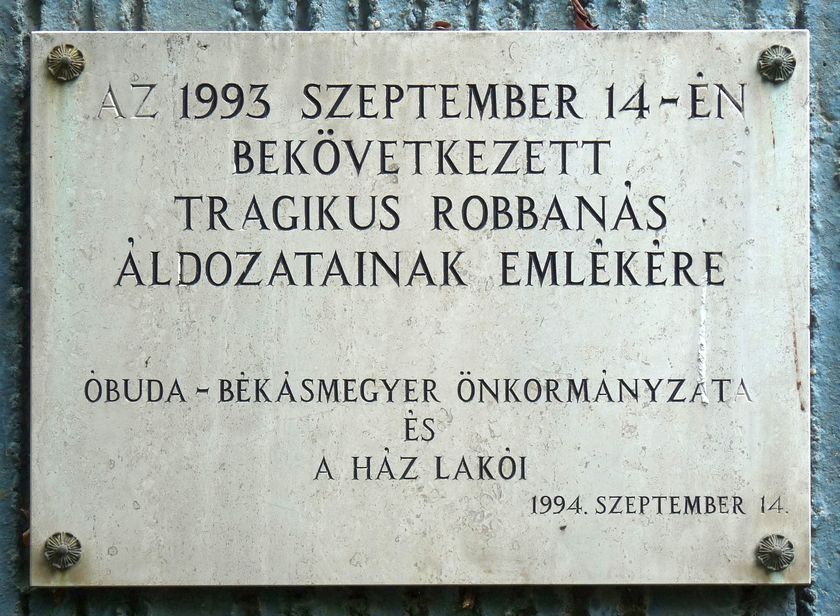 AZ 1993 SZEPTEMBER 14-ÉN
BEKÖVETKEZETT
TRAGIKUS ROBBANÁS
ÁLDOZATAINAK EMLÉKÉRE
ÓBUDA - BÉKÁSMEGYER ÖNKORMÁNYZATA
ÉS
A HÁZ LAKÓI
1994. SZEPTEMBER 14.